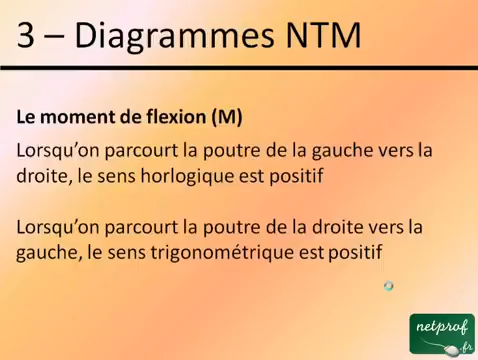 3 – Diagrammes NTM
Le moment de flexion (M)
Lorsqu'on parcourt la poutre de la gauche vers la
droite, le sens horlogique est positif
Lorsqu'on parcourt la poutre de la droite vers la
gauche, le sens trigonométrique est positif
netprof
.fr